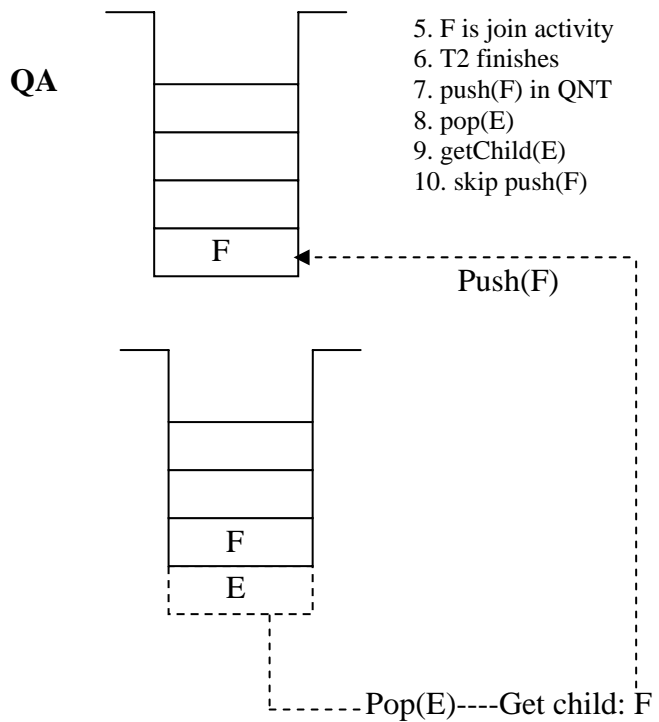 5. F is join activity
6. T2 finishes
QA
7. push(F) in QNT
8. pop(E)
9. getChild(E)
10. skip push(F)
F
Push(F)
F
E
Pop(E)----Get child: F